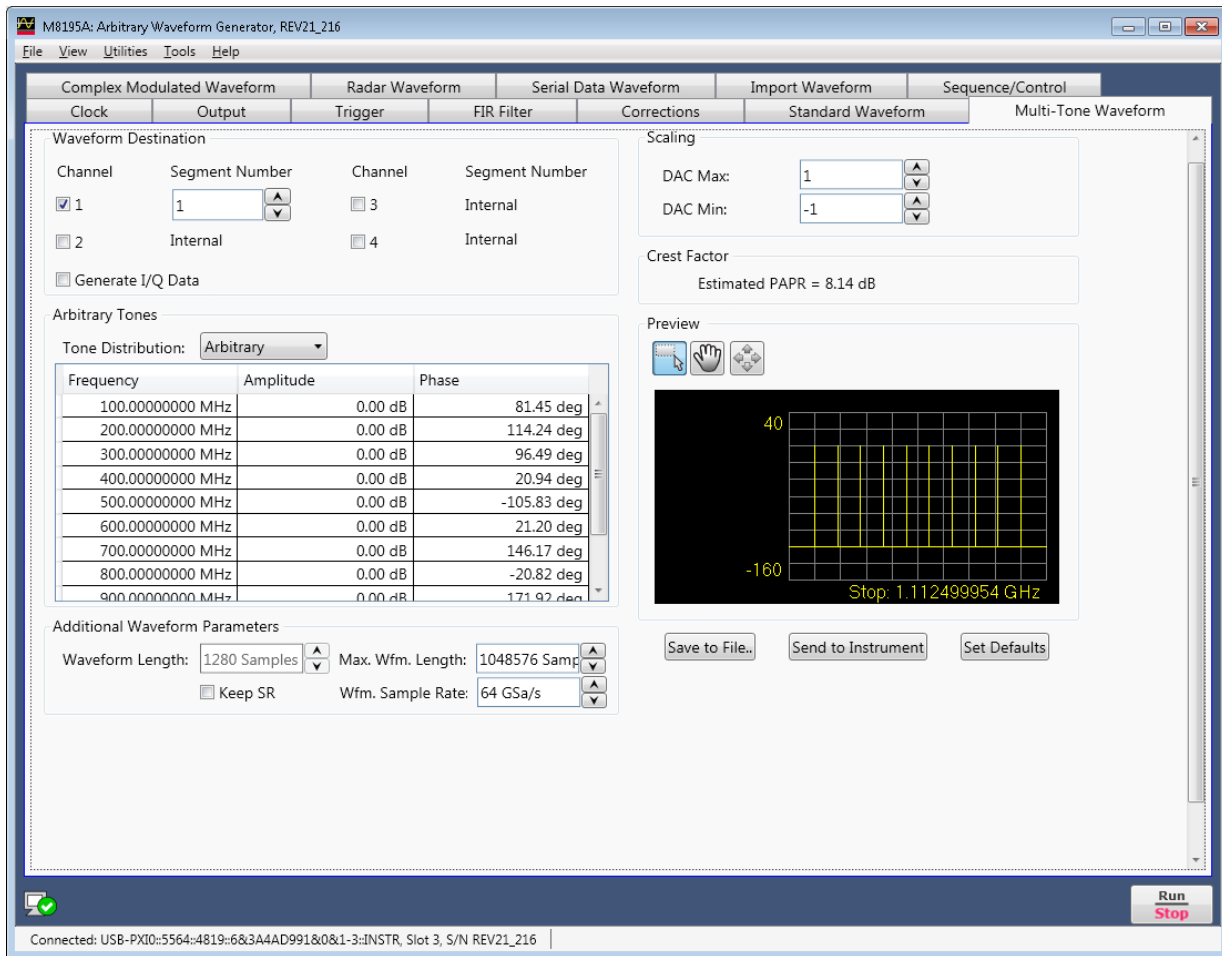 M8195A: Arbitrary Waveform Generator, REV21_216
File View Utilities Tools Help
Complex Modulated Waveform Radar Waveform Serial Data Waveform Import Waveform Sequence/Control
Clock Output Trigger FIR Filter Corrections Standard Waveform Multi-Tone Waveform
Waveform Destination
Channel Segment Number Channel Segment Number
1 1 3 Internal
2 Internal 4 Internal
Generate I/Q Data
Scaling
DAC Max: 1
DAC Min: -1
Crest Factor
Estimated PAPR = 8.14 dB
Arbitrary Tones
Tone Distribution: Arbitrary
Frequency Amplitude Phase
100.00000000 MHz 0.00 dB 81.45 deg
200.00000000 MHz 0.00 dB 114.24 deg
300.00000000 MHz 0.00 dB 96.49 deg
400.00000000 MHz 0.00 dB 20.94 deg
500.00000000 MHz 0.00 dB -105.83 deg
600.00000000 MHz 0.00 dB 21.20 deg
700.00000000 MHz 0.00 dB 146.17 deg
800.00000000 MHz 0.00 dB -20.82 deg
900.00000000 MHz 0.00 dB 171.92 deg
Preview
40
-160
Stop: 1.112499954 GHz
Additional Waveform Parameters
Waveform Length: 1280 Samples Max. Wfm. Length: 1048576 Samp
Keep SR Wfm. Sample Rate: 64 GSa/s
Save to File.. Send to Instrument Set Defaults
Run
Stop
Connected: USB-PXI0::5564::4819::6&3A4AD991&0&1-3::INSTR, Slot 3, S/N REV21_216